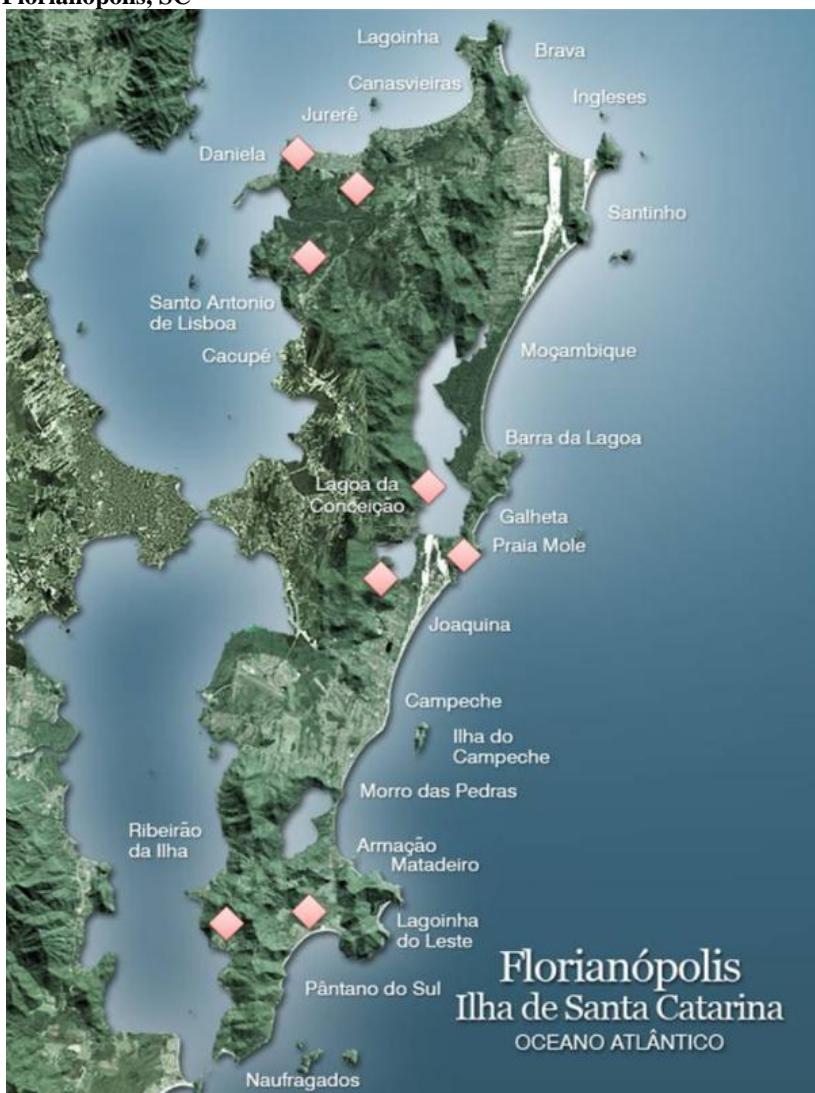 Florianópolis, SC
Lagoinha
Brava
Canasvieiras
Ingleses
Jurerê
Daniela
Santinho
Santo Antonio
de Lisboa
Cacupé
Moçambique
Barra da Lagoa
Lagoa da
Conceição
Galheta
Praia Mole
Joaquina
Campeche
Ilha do
Campeche
Morro das Pedras
Ribeirão
da Ilha
Armação
Matadeiro
Lagoinha
do Leste
Pântano do Sul
Naufragados
Florianópolis
Ilha de Santa Catarina
OCEANO ATLÂNTICO